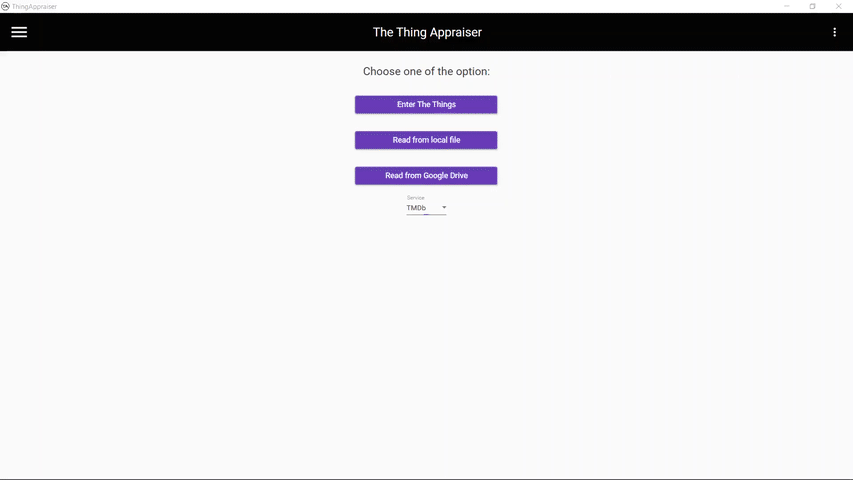 ThingAppraiser
The Thing Appraiser
Choose one of the option:
Enter The Things
Read from local file
Read from Google Drive
Service:
TMDb